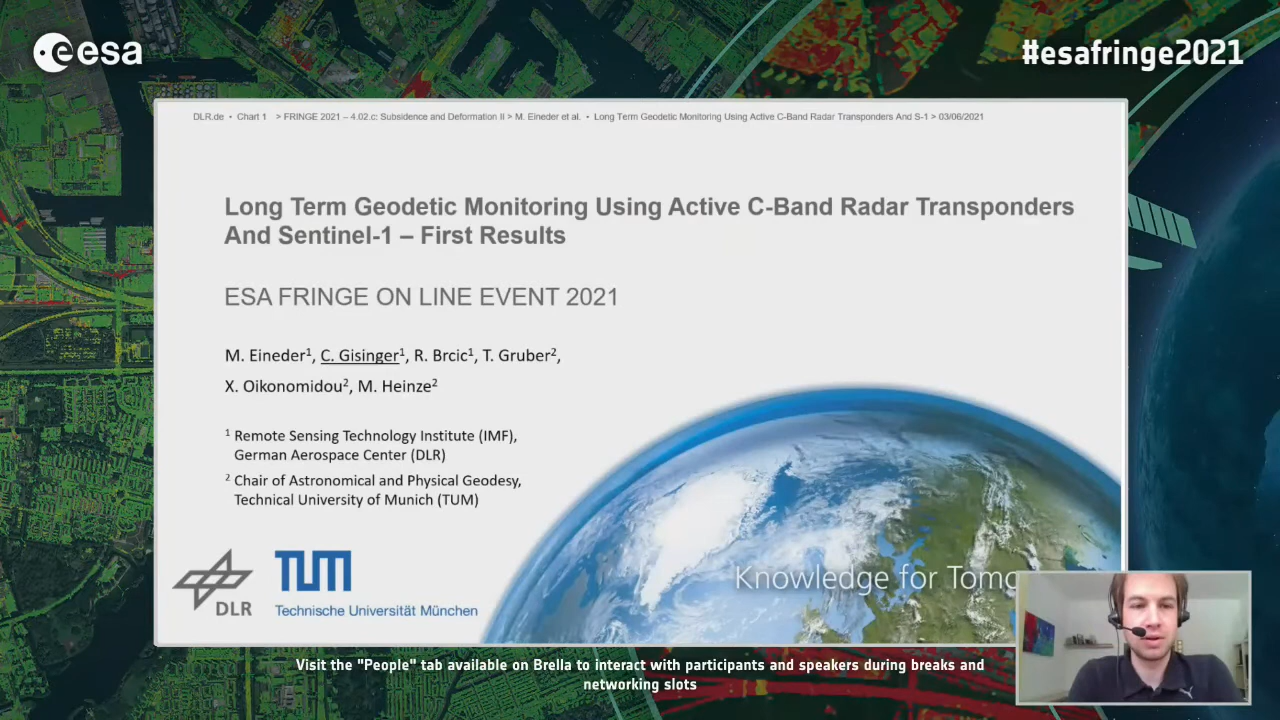 esa
#esafringe2021
DLR.de • Chart 1 > FRINGE 2021 – 4.02.c: Subsidence and Deformation II > M. Eineder et al. • Long Term Geodetic Monitoring Using Active C-Band Radar Transponders And S-1 > 03/06/2021
Long Term Geodetic Monitoring Using Active C-Band Radar Transponders
And Sentinel-1 – First Results
ESA FRINGE ON LINE EVENT 2021
M. Eineder¹, C. Gisinger¹, R. Brcic¹, T. Gruber²,
X. Oikonomidou², M. Heinze²
¹ Remote Sensing Technology Institute (IMF),
German Aerospace Center (DLR)
² Chair of Astronomical and Physical Geodesy,
Technical University of Munich (TUM)
Knowledge for Tomo
DLR
TUM
Technische Universität München
Visit the "People" tab available on Brella to interact with participants and speakers during breaks and
networking slots